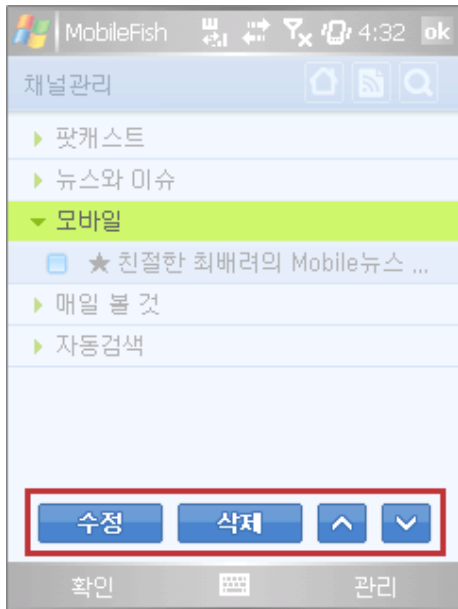 MobileFish 4:32 ok
채널관리
팟캐스트
뉴스와 이슈
모바일
★ 친절한 최배려의 Mobile뉴스 ...
매일 볼 것
자동검색
수정 삭제
확인 관리